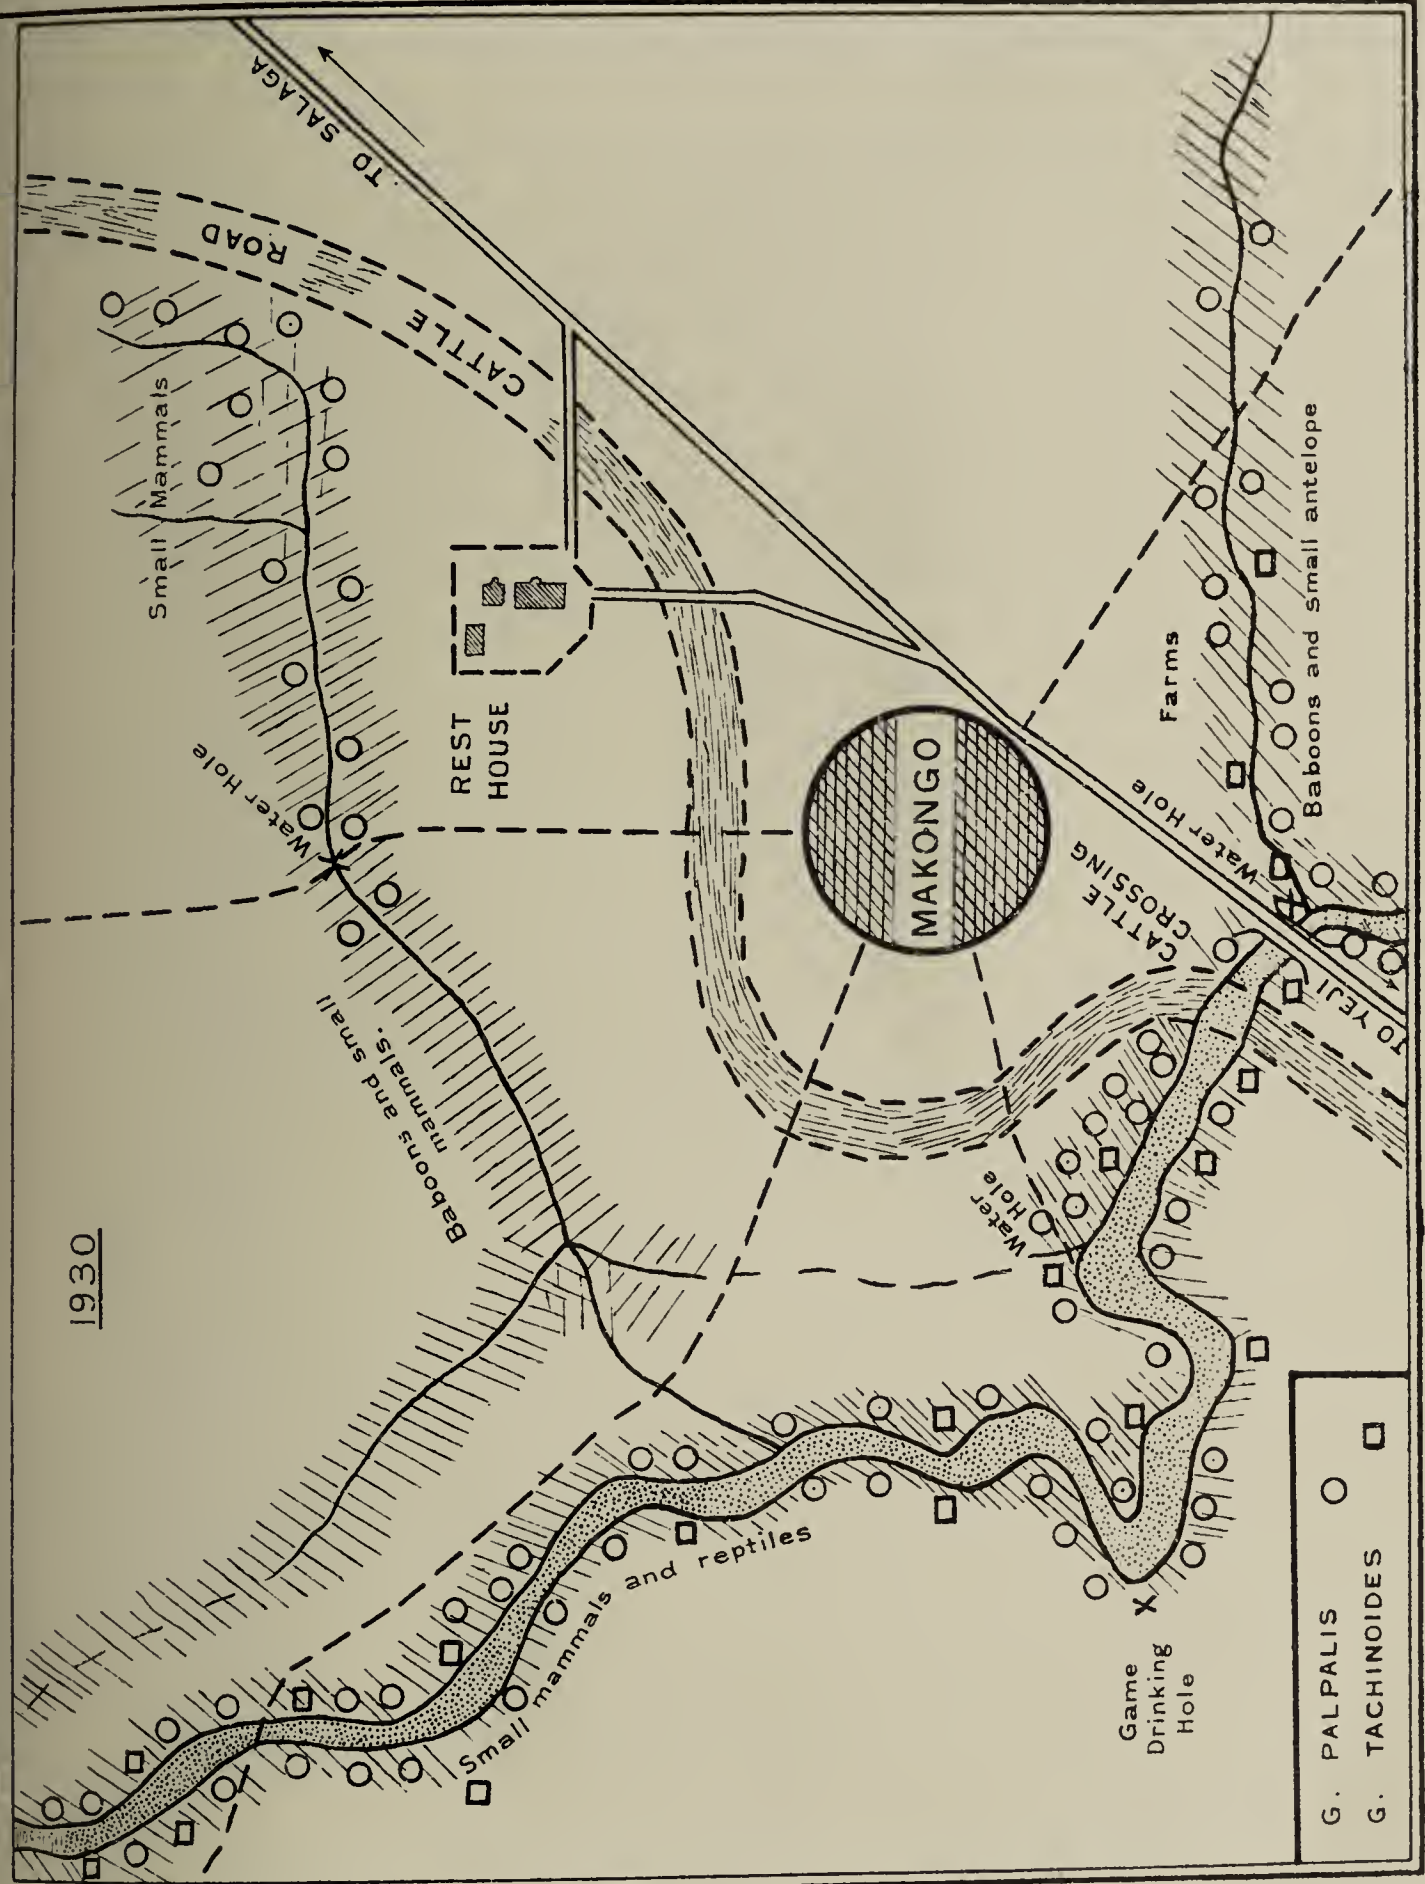 1930
TO SALAGA
CATTLE ROAD
Small Mammals
Water Hole
REST
HOUSE
Baboons and small
mammals.
MAKONGO
CATTLE
CROSSING
Water Hole
Farms
Baboons and small antelope
TO YEJI
Water
Hole
Small mammals and reptiles
Game
Drinking
Hole
G. PALPALIS
G. TACHINOIDES